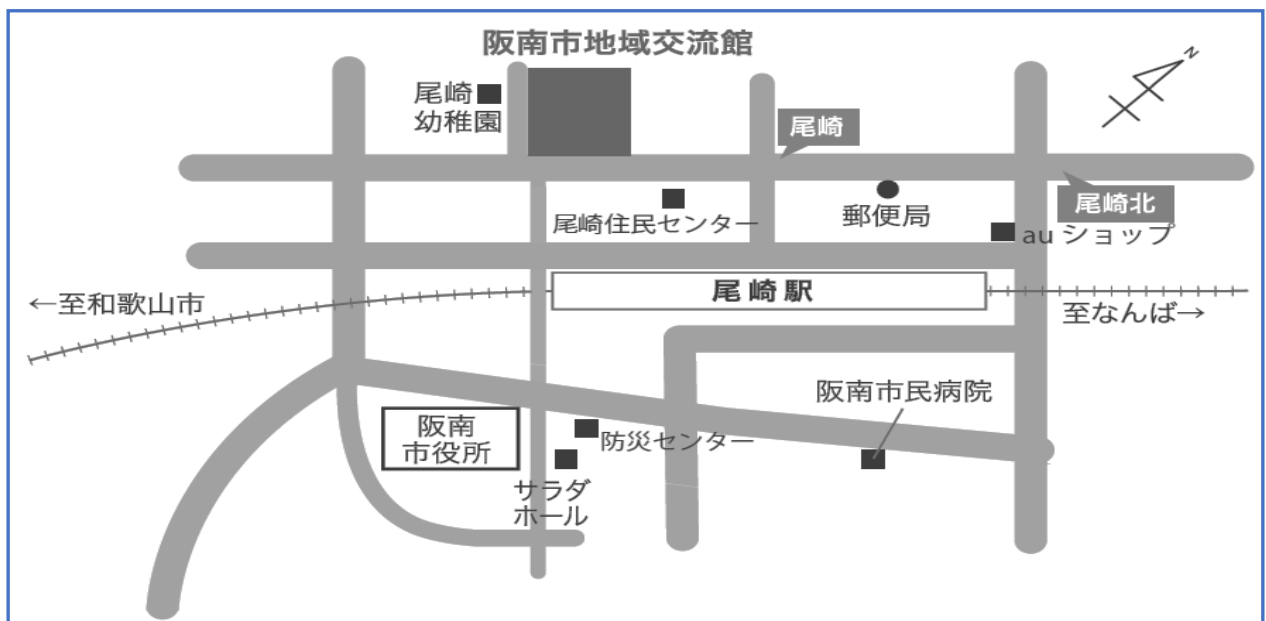 阪南市地域交流館
N
尾崎
幼稚園
尾崎
尾崎住民センター
郵便局
尾崎北
au ショップ
尾崎駅
←至和歌山市
至なんば→
阪南市民病院
阪南
市役所
防災センター
サラダ
ホール